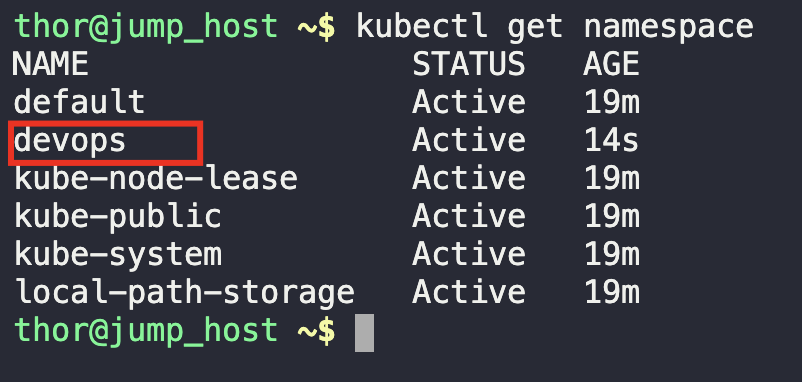 thor@jump_host ~$ kubectl get namespace
NAME                 STATUS   AGE
default              Active   19m
devops               Active   14s
kube-node-lease      Active   19m
kube-public          Active   19m
kube-system          Active   19m
local-path-storage   Active   19m
thor@jump_host ~$